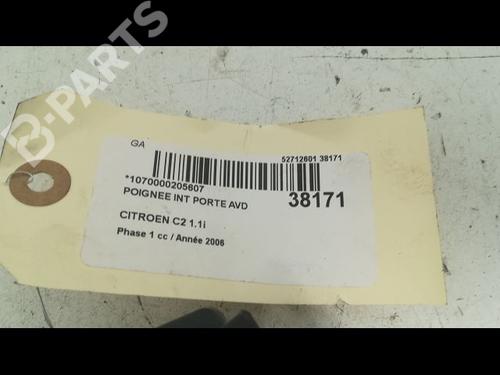 B-PARTS
GA
52712601 38171
*1070000205607
POIGNEE INT PORTE AVD
38171
CITROEN C2 1.1i
Phase 1 cc / Année 2006